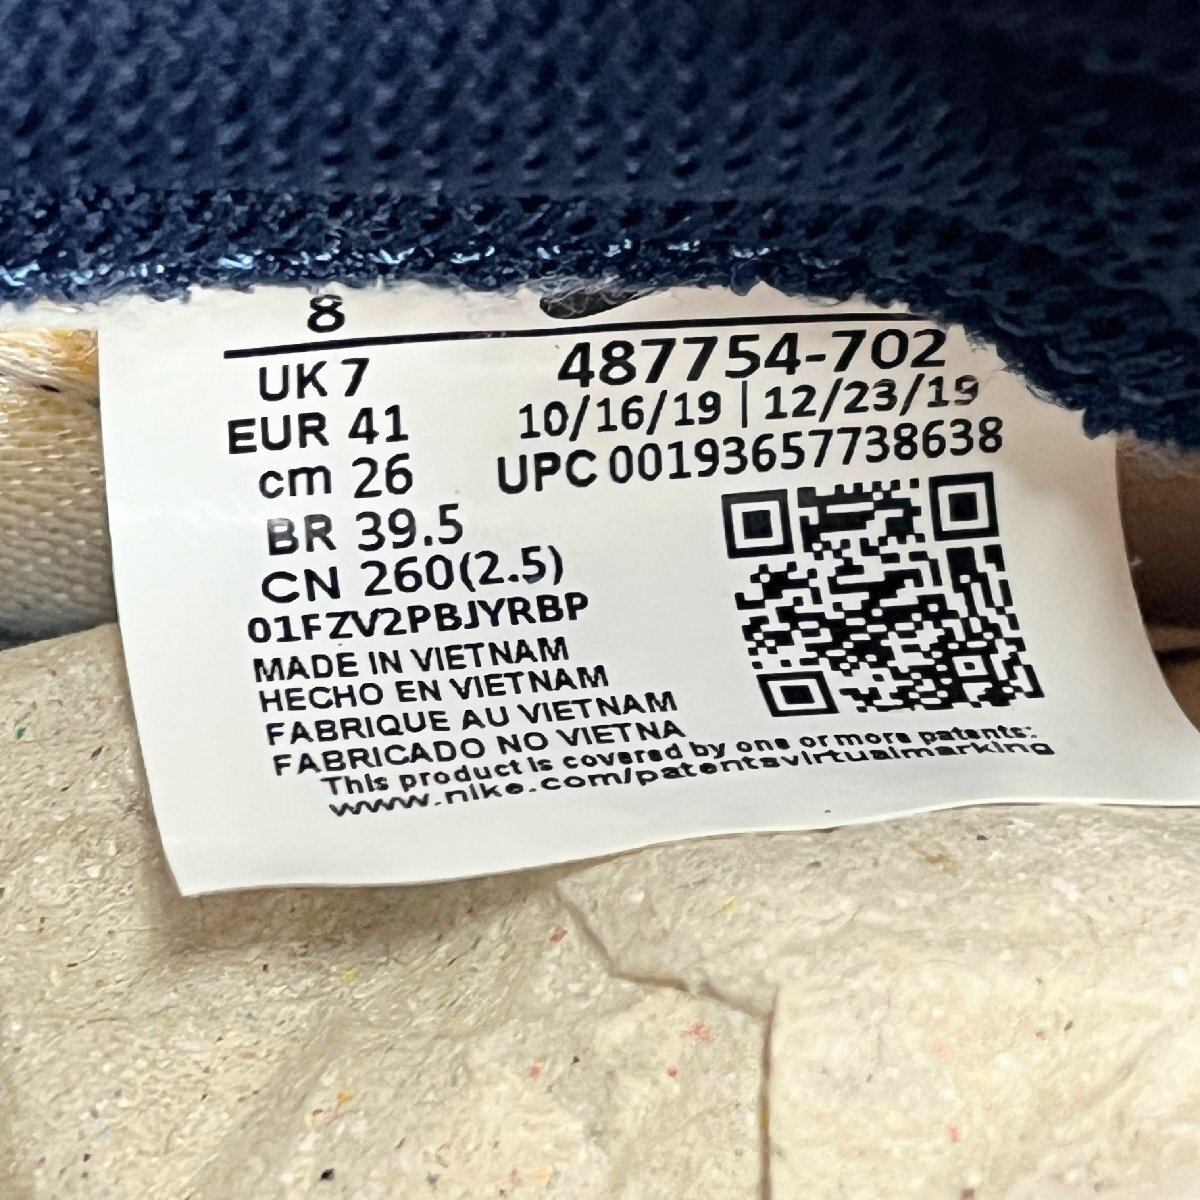 8
UK 7
EUR 41
cm 26
BR 39.5
CN 260(2.5)
487754-702
10/16/19 | 12/23/19
UPC 00193657738638
01FZV2PBJYRBP
MADE IN VIETNAM
HECHO EN VIETNAM
FABRIQUE AU VIETNAM
FABRICADO NO VIETNA
This product is covered by one or more patents:
www.nike.com/patentsvirtualmarking